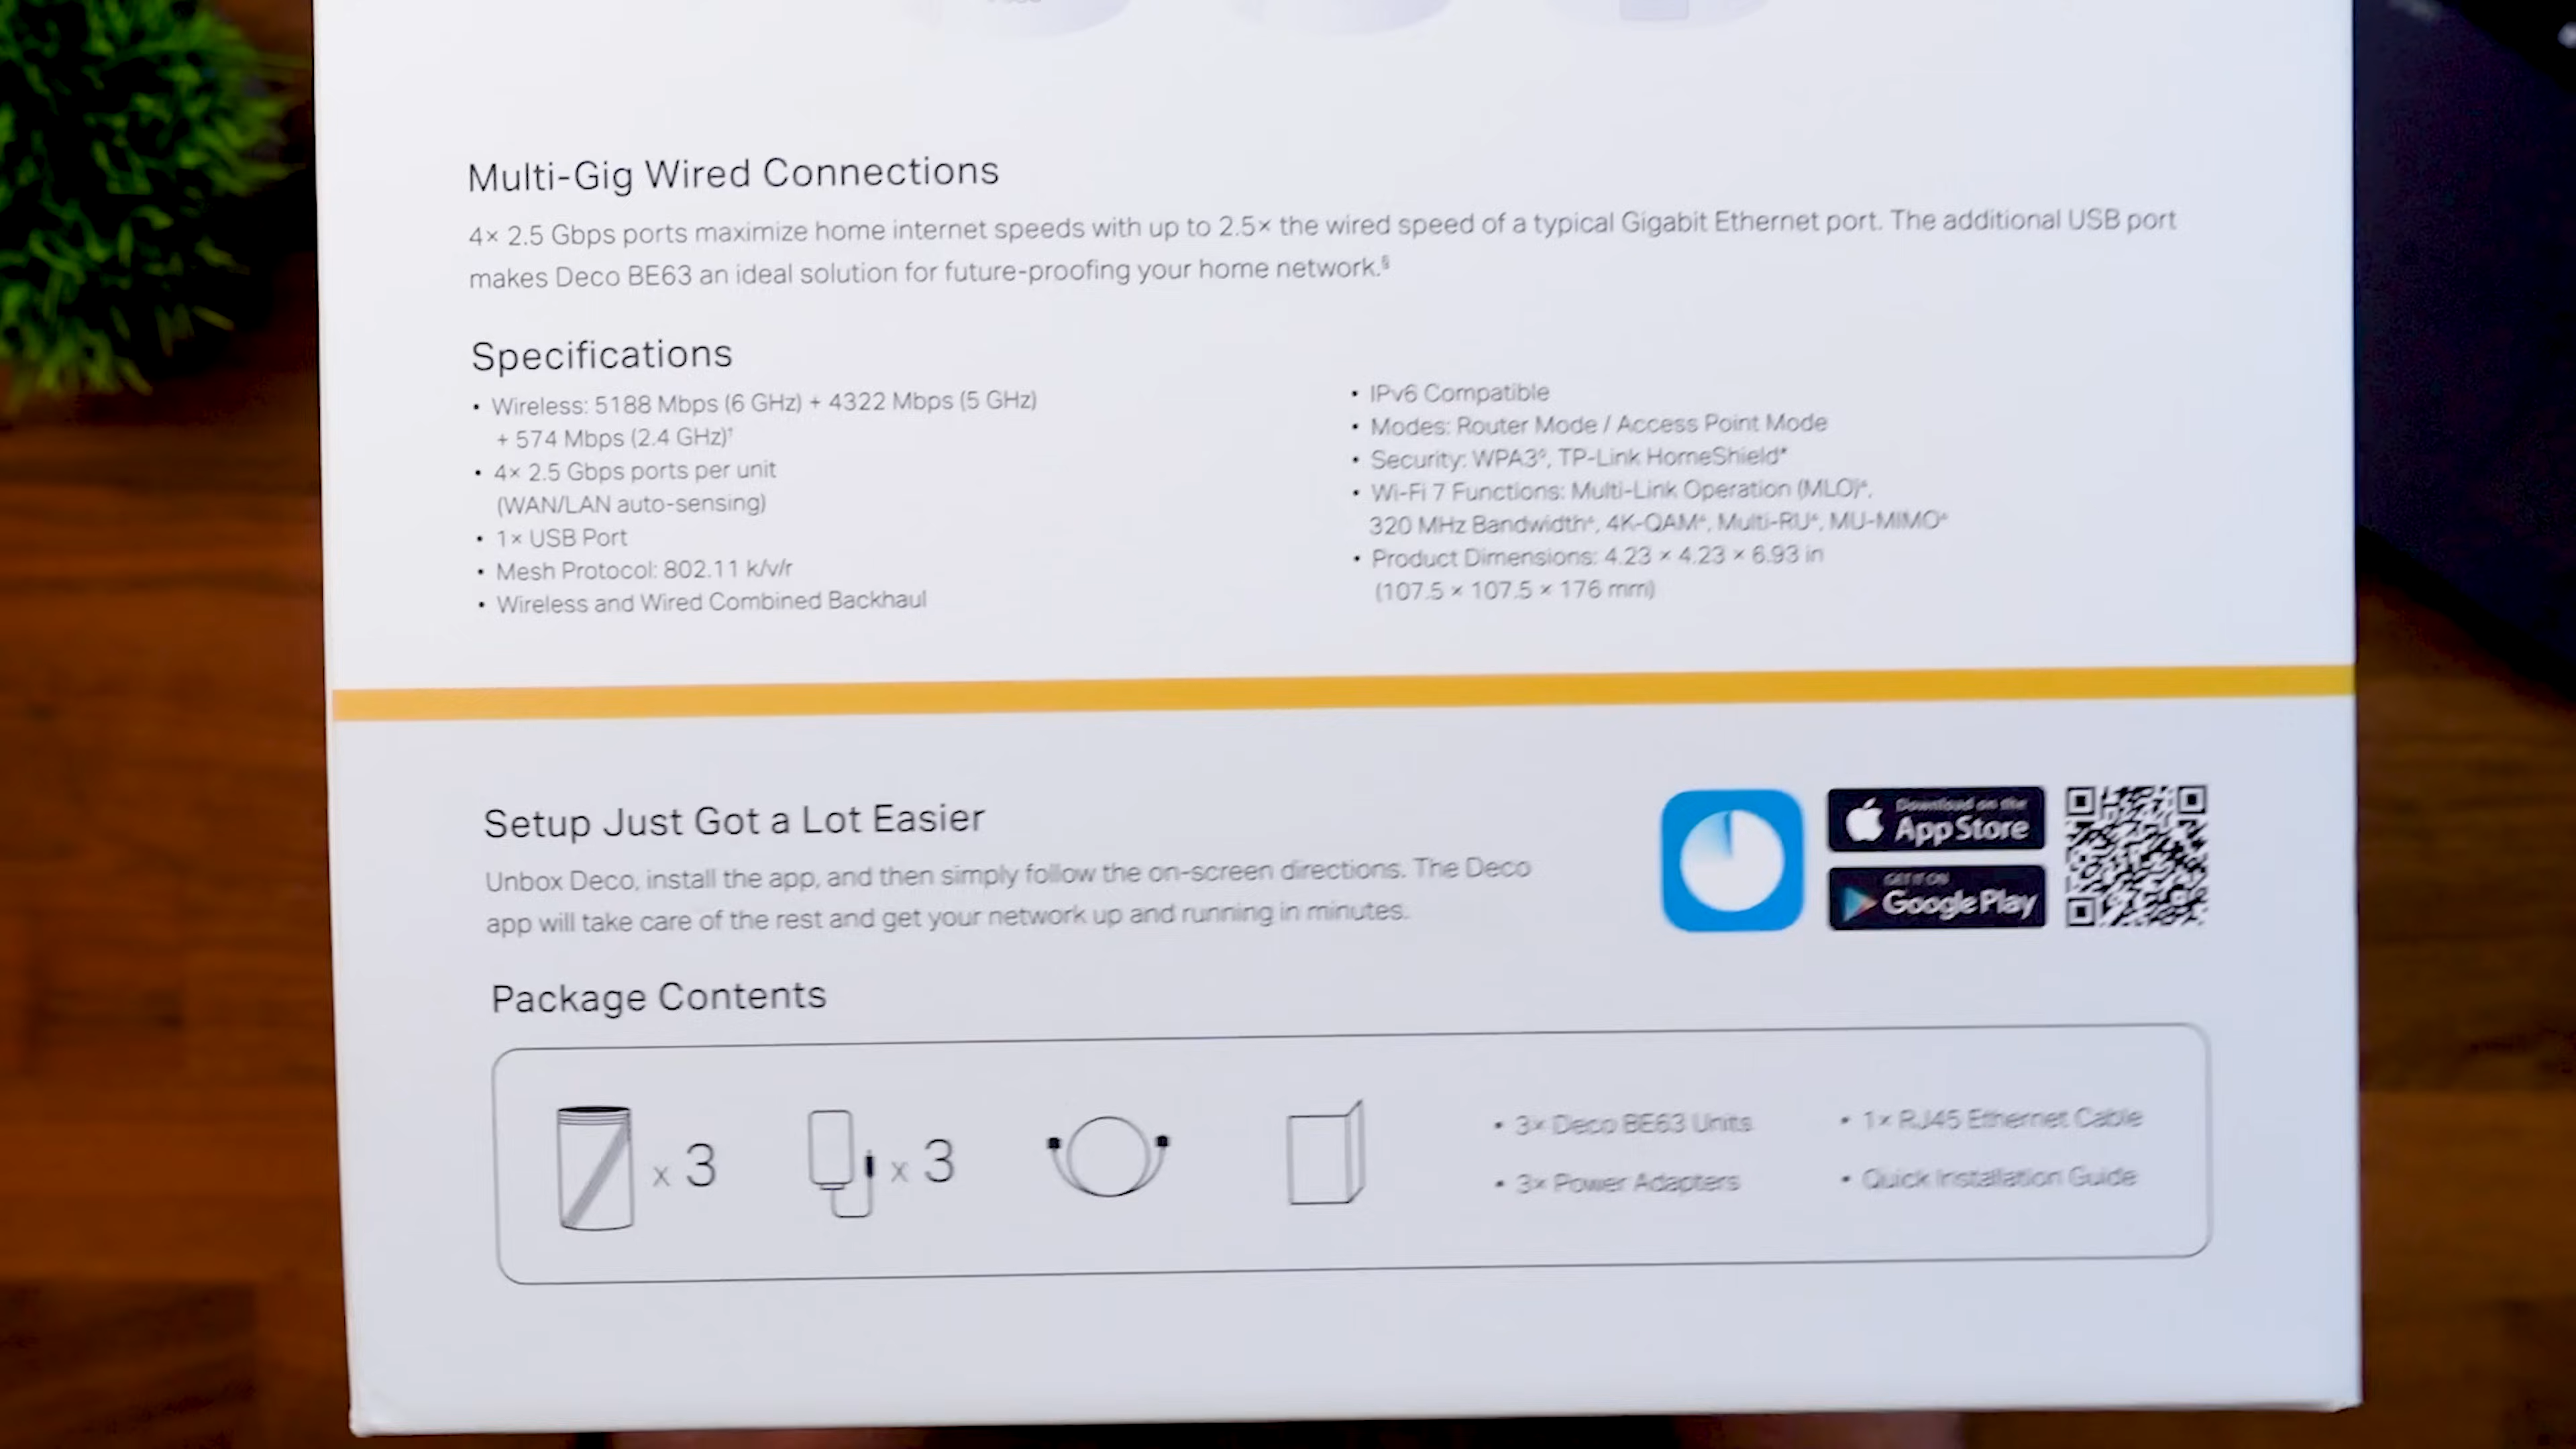 Multi-Gig Wired Connections
4× 2.5 Gbps ports maximize home internet speeds with up to 2.5× the wired speed of a typical Gigabit Ethernet port. The additional USB port
makes Deco BE63 an ideal solution for future-proofing your home network.§
Specifications
• Wireless: 5188 Mbps (6 GHz) + 4322 Mbps (5 GHz)
+ 574 Mbps (2.4 GHz)†
• 4× 2.5 Gbps ports per unit
(WAN/LAN auto-sensing)
• 1× USB Port
• Mesh Protocol: 802.11 k/v/r
• Wireless and Wired Combined Backhaul
• IPv6 Compatible
• Modes: Router Mode / Access Point Mode
• Security: WPA3◊, TP-Link HomeShield*
• Wi-Fi 7 Functions: Multi-Link Operation (MLO)△,
320 MHz Bandwidth△, 4K-QAM△, Multi-RU△, MU-MIMO△
• Product Dimensions: 4.23 × 4.23 × 6.93 in
(107.5 × 107.5 × 176 mm)
Setup Just Got a Lot Easier
Unbox Deco, install the app, and then simply follow the on-screen directions. The Deco
app will take care of the rest and get your network up and running in minutes.
Download on the
App Store
GET IT ON
Google Play
Package Contents
x 3
x 3
• 3× Deco BE63 Units
• 3× Power Adapters
• 1× RJ45 Ethernet Cable
• Quick Installation Guide